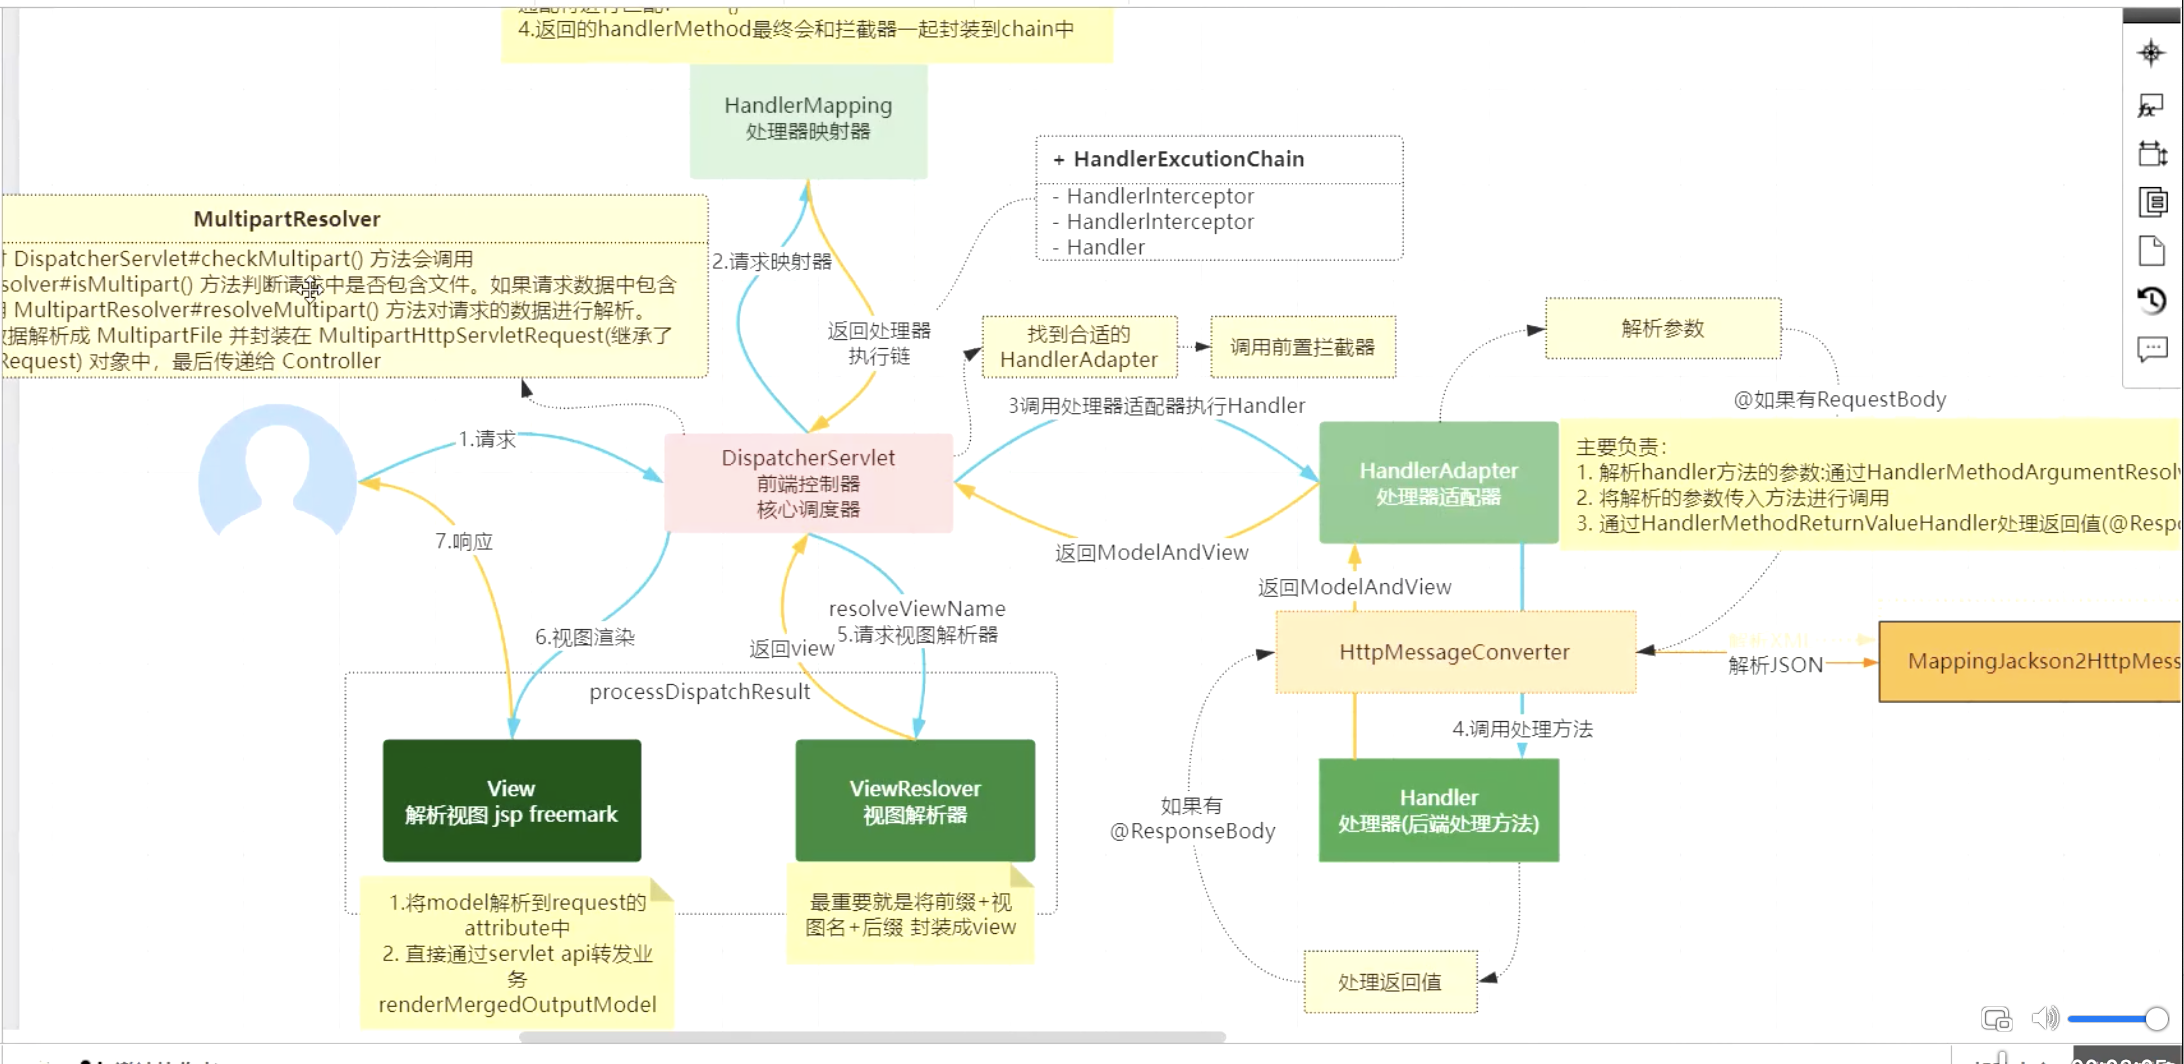 4.返回的handlerMethod最终会和拦截器一起封装到chain中
HandlerMapping
处理器映射器
+ HandlerExcutionChain
- HandlerInterceptor
- HandlerInterceptor
- Handler
MultipartResolver
DispatcherServlet#checkMultipart() 方法会调用
solver#isMultipart() 方法判断请求中是否包含文件。如果请求数据中包含
MultipartResolver#resolveMultipart() 方法对请求的数据进行解析。
据解析成 MultipartFile 并封装在 MultipartHttpServletRequest(继承了
Request) 对象中，最后传递给 Controller
2.请求映射器
返回处理器
执行链
找到合适的
HandlerAdapter
调用前置拦截器
解析参数
@如果有RequestBody
3调用处理器适配器执行Handler
1.请求
DispatcherServlet
前端控制器
核心调度器
HandlerAdapter
处理器适配器
主要负责：
1. 解析handler方法的参数:通过HandlerMethodArgumentResol
2. 将解析的参数传入方法进行调用
3. 通过HandlerMethodReturnValueHandler处理返回值(@Resp
7.响应
返回ModelAndView
返回ModelAndView
resolveViewName
5.请求视图解析器
6.视图渲染
返回view
HttpMessageConverter
解析XML
解析JSON
MappingJackson2HttpMess
processDispatchResult
4.调用处理方法
View
解析视图 jsp freemark
ViewReslover
视图解析器
Handler
处理器(后端处理方法)
如果有
@ResponseBody
1.将model解析到request的
attribute中
2. 直接通过servlet api转发业
务
renderMergedOutputModel
最重要就是将前缀+视
图名+后缀 封装成view
处理返回值